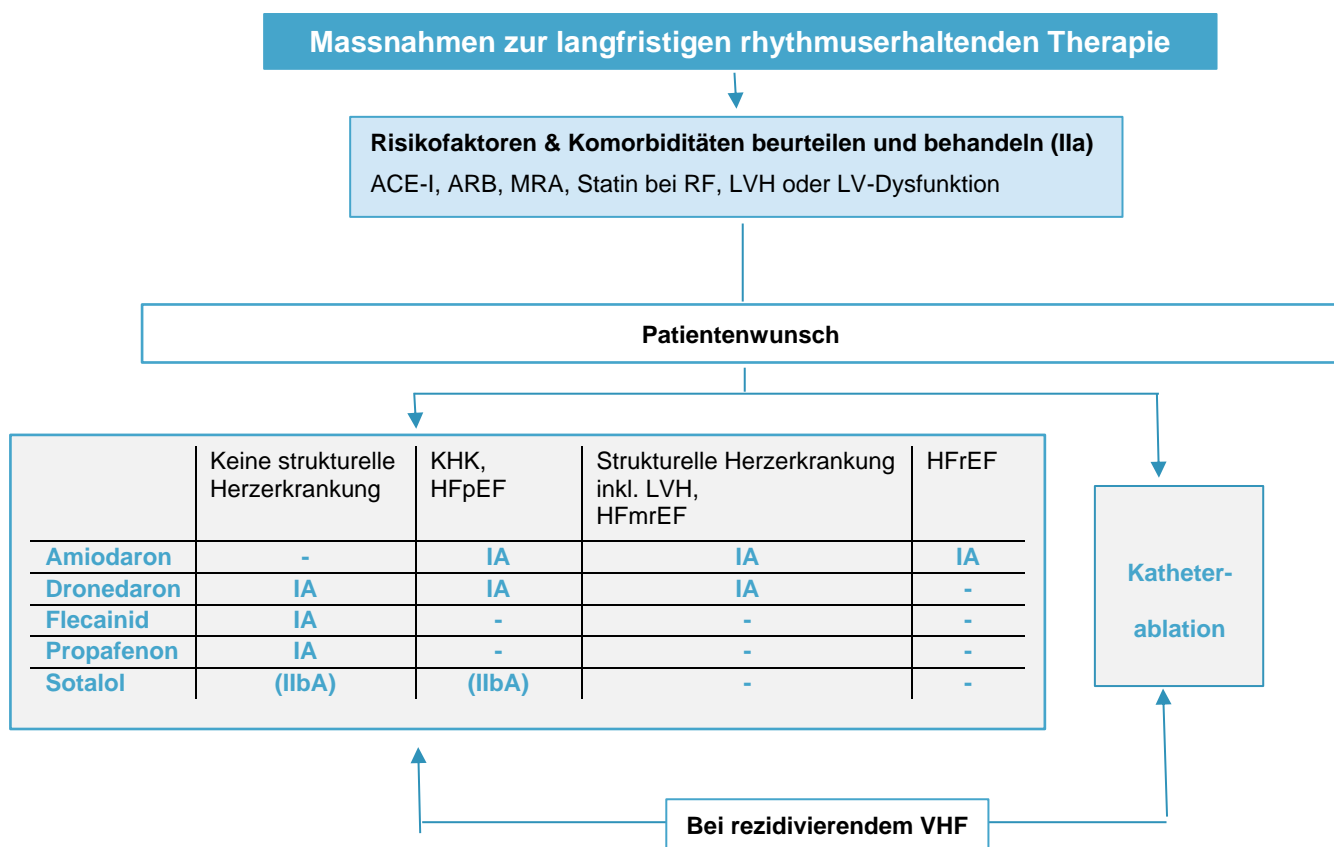 Massnahmen zur langfristigen rhythmuserhaltenden Therapie
Risikofaktoren & Komorbiditäten beurteilen und behandeln (IIa)
ACE-I, ARB, MRA, Statin bei RF, LVH oder LV-Dysfunktion
Patientenwunsch
Keine strukturelle Herzerkrankung KHK, HFpEF Strukturelle Herzerkrankung inkl. LVH, HFmrEF HFrEF
Amiodaron - IA IA IA
Dronedaron IA IA IA -
Flecainid IA - - -
Propafenon IA - - -
Sotalol (IIbA) (IIbA) - -
Katheter-
ablation
Bei rezidivierendem VHF